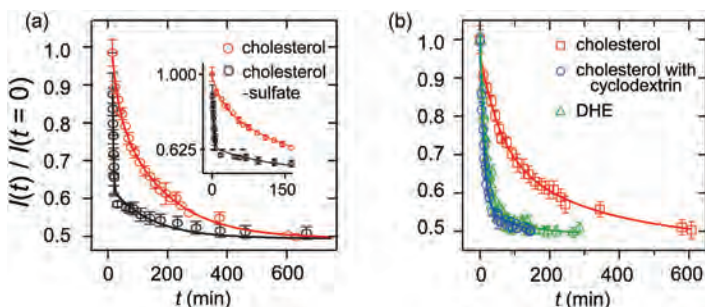 (a)
cholesterol
cholesterol
-sulfate
1.000
0.625
0
150
1.0
0.9
0.8
0.7
0.6
0.5
I(t) / I(t = 0)
0
200
400
600
t (min)
(b)
cholesterol
cholesterol with
cyclodextrin
DHE
1.0
0.9
0.8
0.7
0.6
0.5
0
200
400
600
t (min)